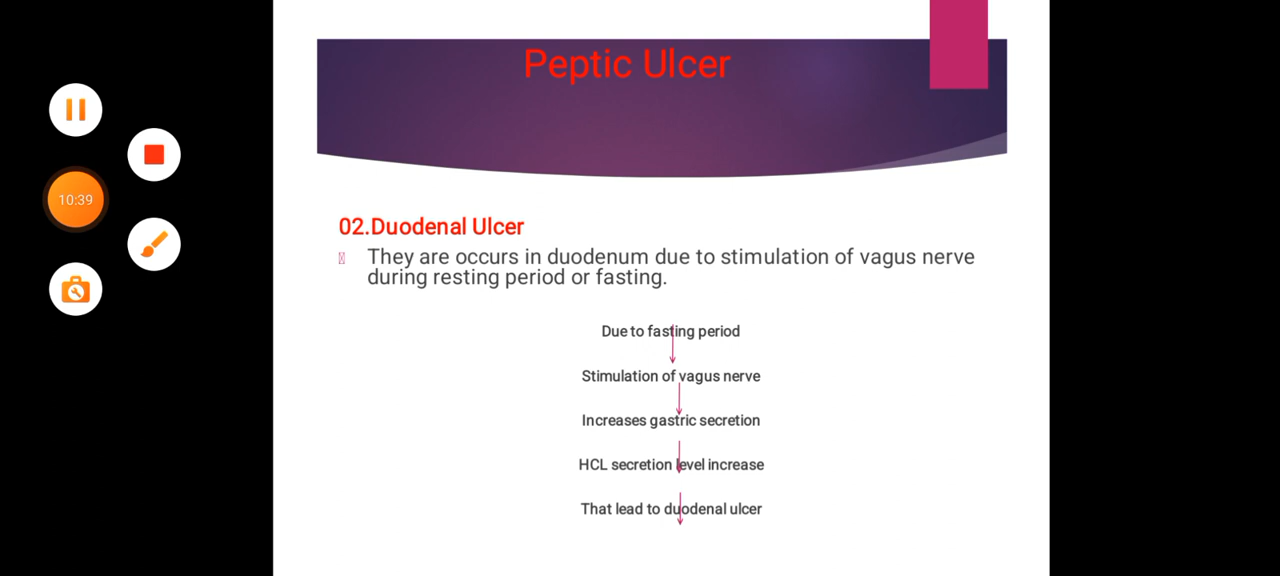 Peptic Ulcer
10:39
02.Duodenal Ulcer
They are occurs in duodenum due to stimulation of vagus nerve
during resting period or fasting.
Due to fasting period
Stimulation of vagus nerve
Increases gastric secretion
HCL secretion level increase
That lead to duodenal ulcer